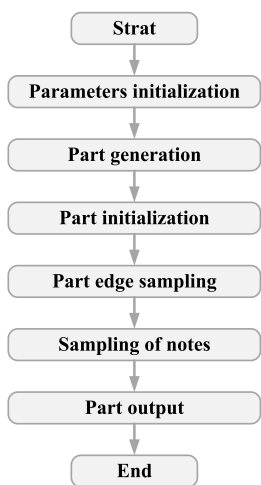 Strat
Parameters initialization
Part generation
Part initialization
Part edge sampling
Sampling of notes
Part output
End